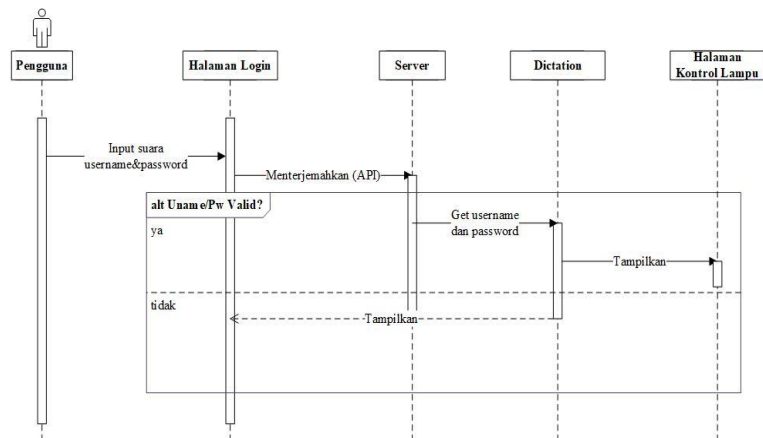 Pengguna
Halaman Login
Server
Dictation
Halaman
Kontrol Lampu
Input suara
username&password
Menterjemahkan (API)
alt Uname/Pw Valid?
ya
Get username
dan password
Tampilkan
tidak
Tampilkan